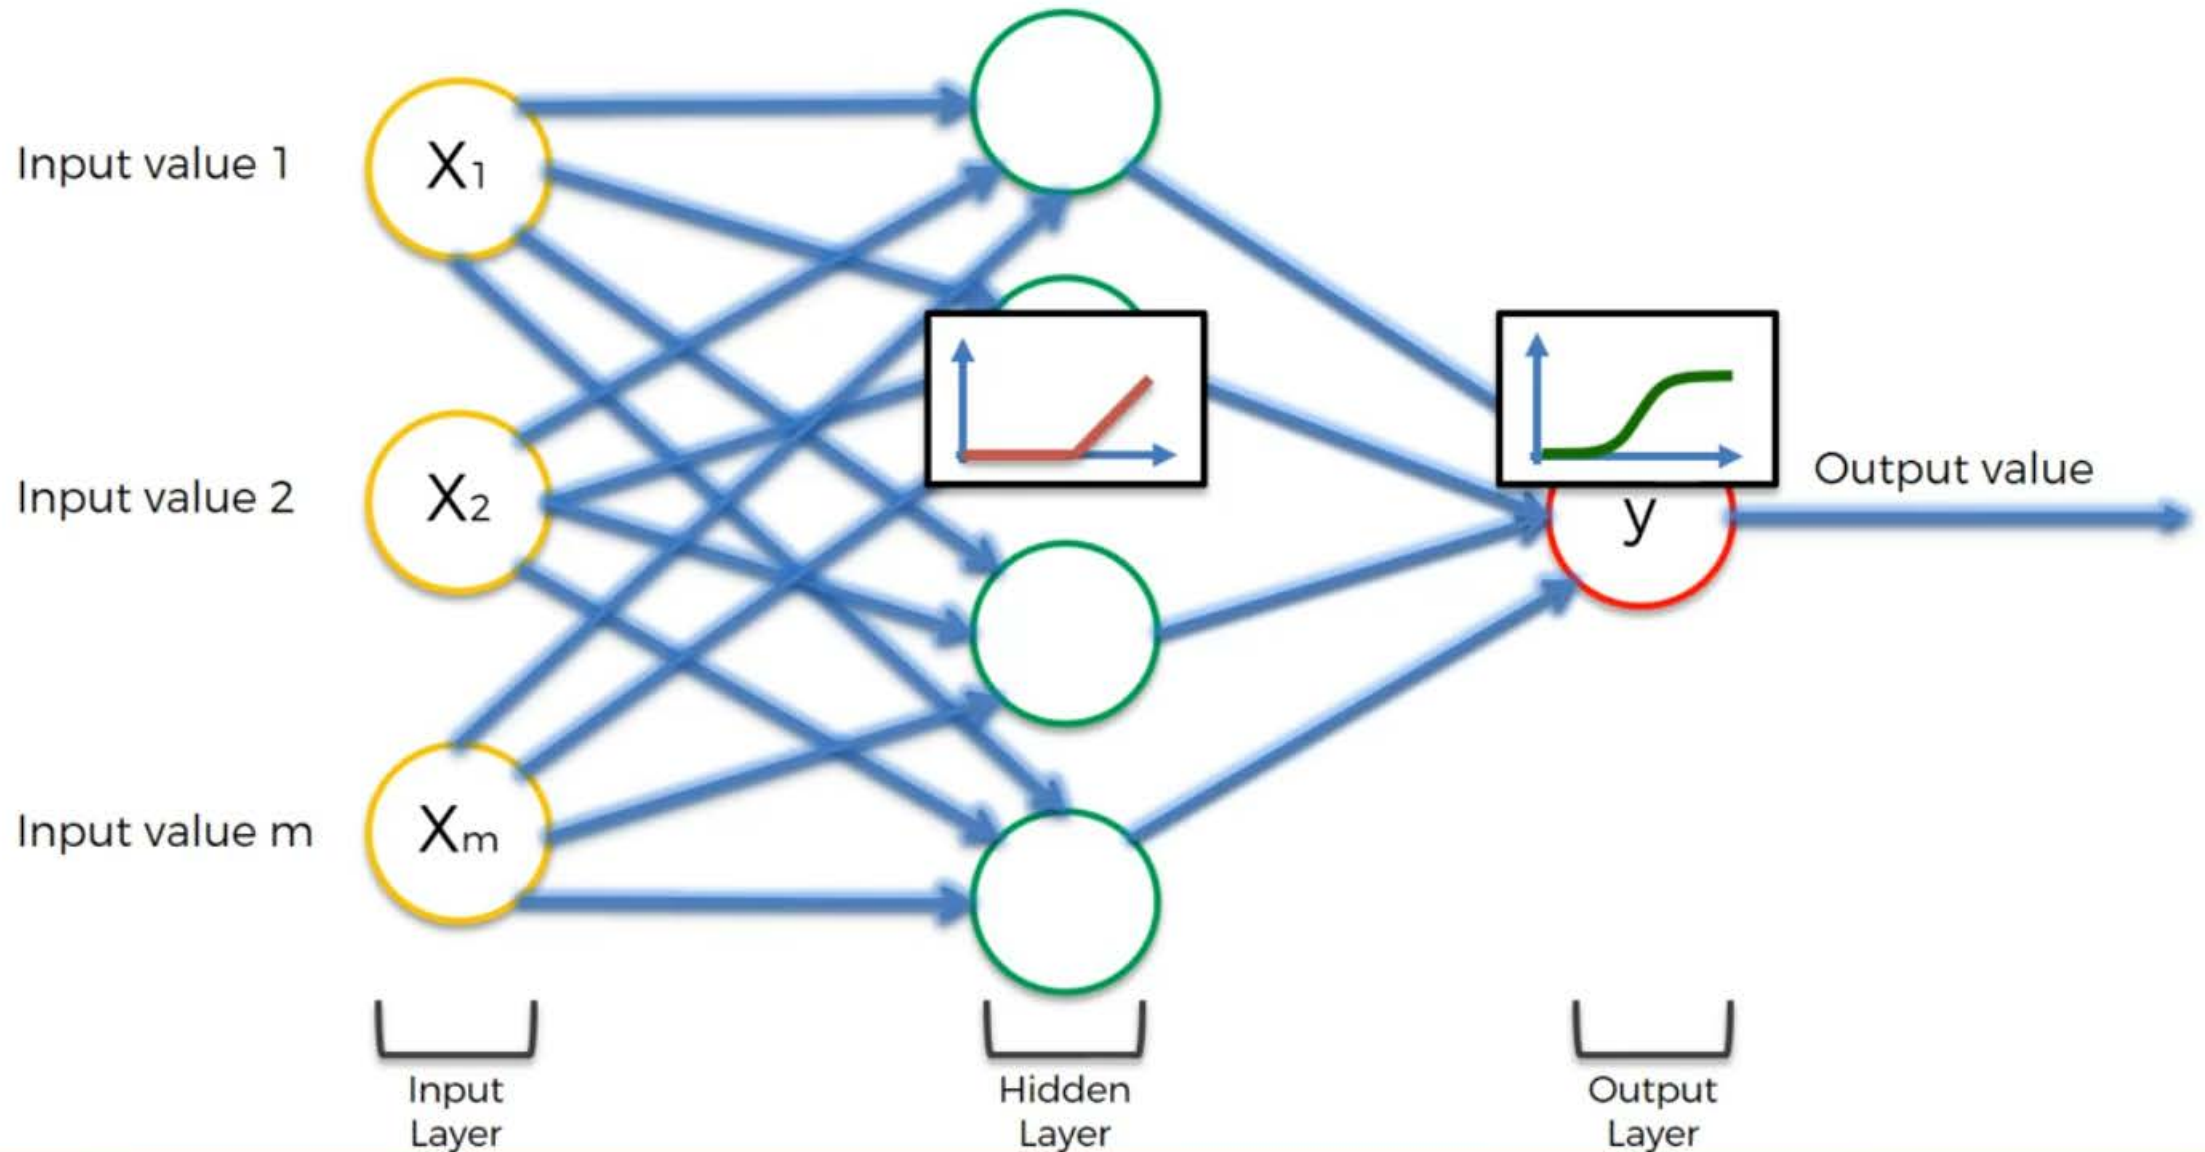 Input value 1
X₁
Input value 2
X₂
Input value m
Xₘ
y
Output value
Input
Layer
Hidden
Layer
Output
Layer